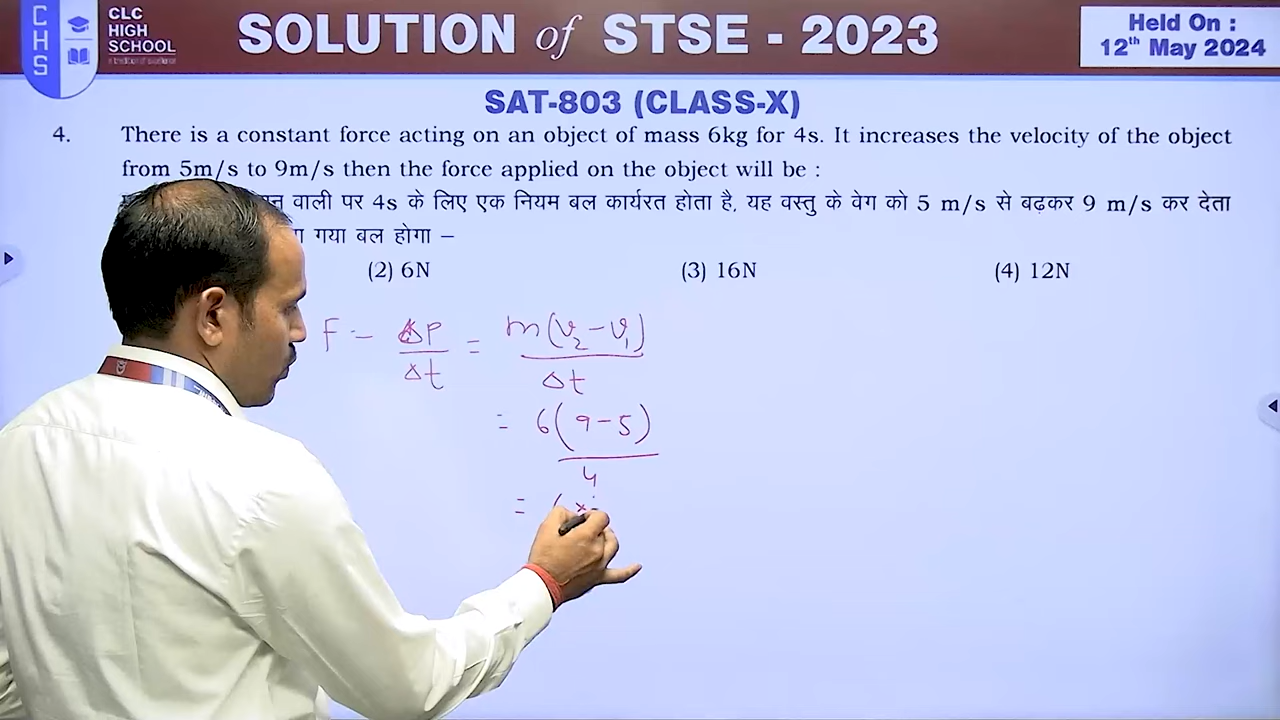 CHS
CLC
HIGH
SCHOOL
a tradition of excellence
SOLUTION of STSE - 2023
Held On :
12th May 2024
SAT-803 (CLASS-X)
4. There is a constant force acting on an object of mass 6kg for 4s. It increases the velocity of the object
from 5m/s to 9m/s then the force applied on the object will be :
वाली पर 4s के लिए एक नियम बल कार्यरत होता है, यह वस्तु के वेग को 5 m/s से बढ़कर 9 m/s कर देता
गया बल होगा –
(2) 6N (3) 16N (4) 12N
F = ΔP/Δt = m(v₂ – v₁)/Δt
= 6(9 – 5)/4
=